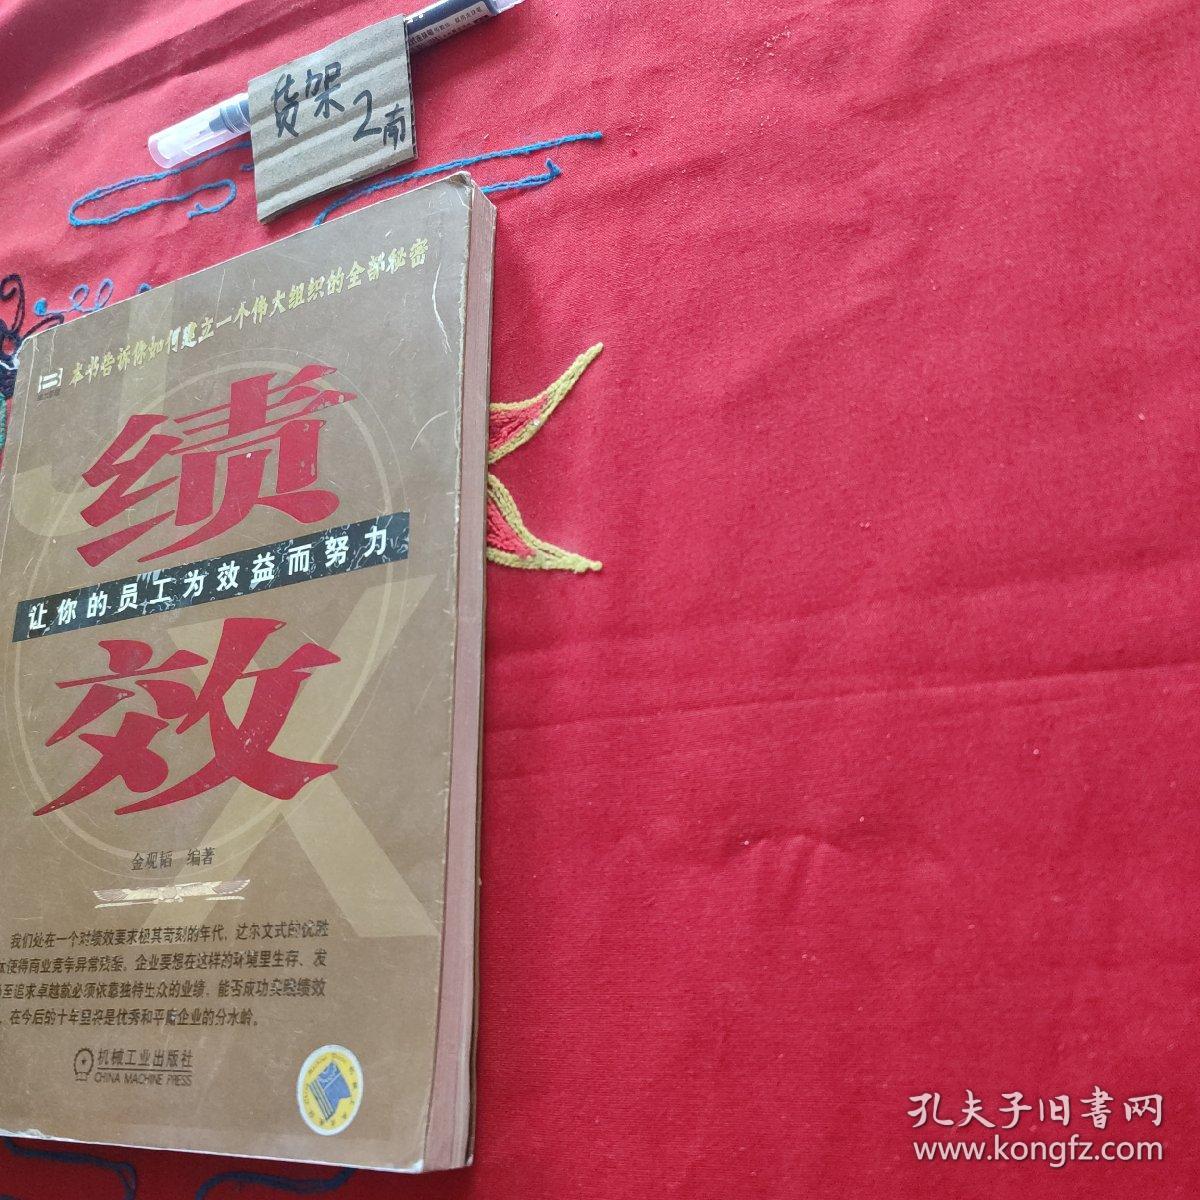 货架
2南
本书告诉你如何建立一个伟大组织的全部秘密
绩
让你的员工为效益而努力
效
金观韬 编著
我们处在一个对绩效要求极其苛刻的年代，达尔文式的优胜
使得商业竞争异常残酷。企业要想在这样的环境里生存、发
至追求卓越就必须依靠独特出众的业绩，能否成功实践绩效
，在今后的十年里将是优秀和平庸企业的分水岭。
机械工业出版社
CHINA MACHINE PRESS
孔夫子旧书网
www.kongfz.com